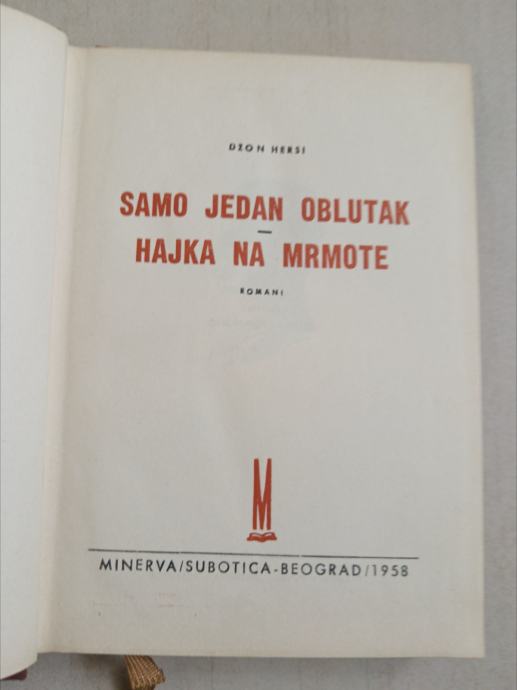 DŽON HERSI
SAMO JEDAN OBLUTAK
–
HAJKA NA MRMOTE
ROMANI
M
MINERVA/SUBOTICA-BEOGRAD/1958